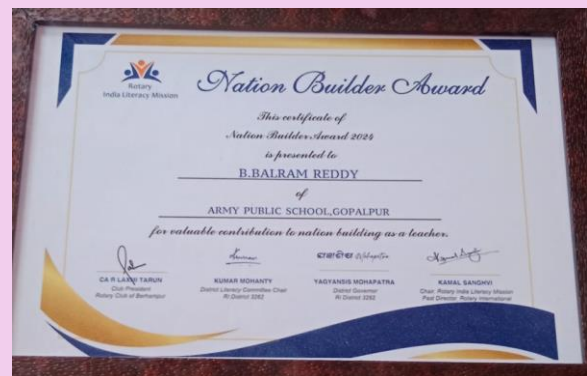 Rotary
India Literacy Mission
Nation Builder Award
This certificate of
Nation Builder Award 2024
is presented to
B.BALRAM REDDY
of
ARMY PUBLIC SCHOOL,GOPALPUR
for valuable contribution to nation building as a teacher.
CA R LAXMI TARUN
Club President
Rotary Club of Berhampur
KUMAR MOHANTY
District Literacy Committee Chair
RI District 3262
YAGYANSIS MOHAPATRA
District Governor
RI District 3262
KAMAL SANGHVI
Chair, Rotary India Literacy Mission
Past Director, Rotary International